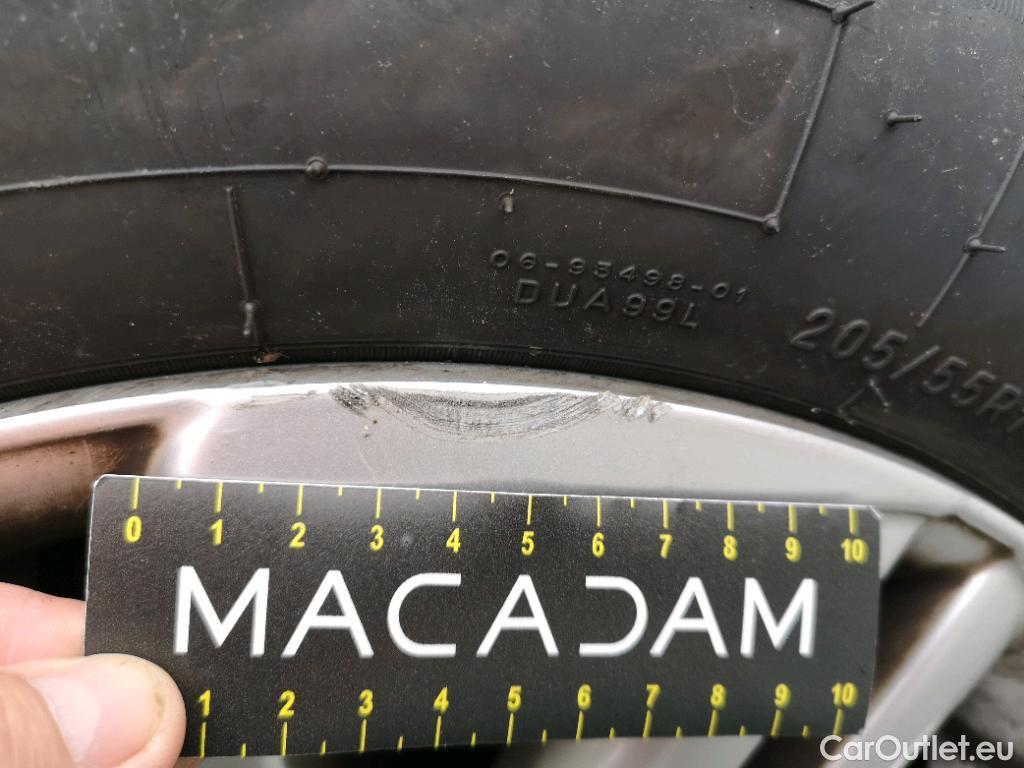 06-93498-01
DUA99L
205/55R
0 1 2 3 4 5 6 7 8 9 10
MACADAM
1 2 3 4 5 6 7 8 9 10
CarOutlet.eu